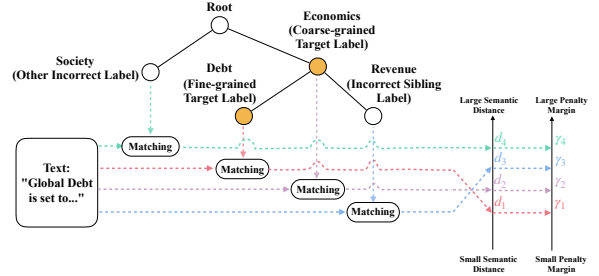 Root
Economics
(Coarse-grained
Target Label)
Society
(Other Incorrect Label)
Debt
(Fine-grained
Target Label)
Revenue
(Incorrect Sibling
Label)
Large Semantic
Distance
Large Penalty
Margin
Text:
"Global Debt
is set to..."
Matching
Matching
Matching
Matching
d4
γ4
d3
γ3
d2
γ2
d1
γ1
Small Semantic
Distance
Small Penalty
Margin